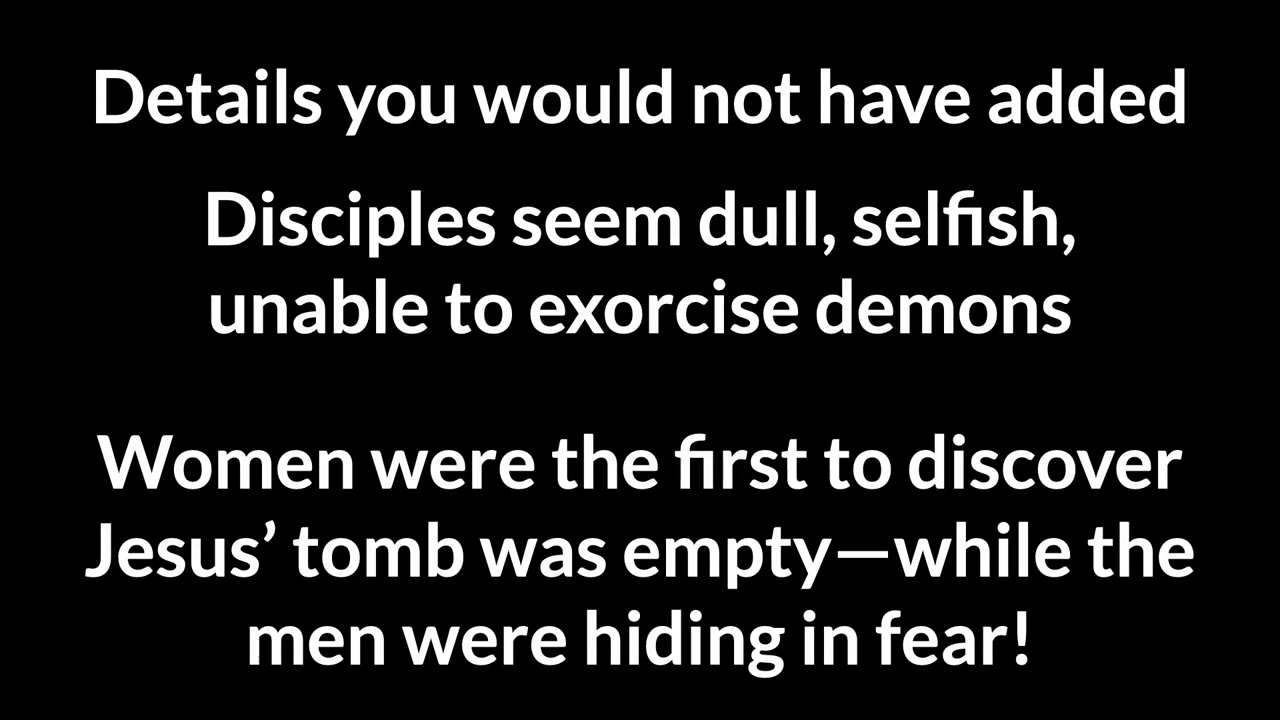 Details you would not have added
Disciples seem dull, selfish,
unable to exorcise demons
Women were the first to discover
Jesus’ tomb was empty—while the
men were hiding in fear!